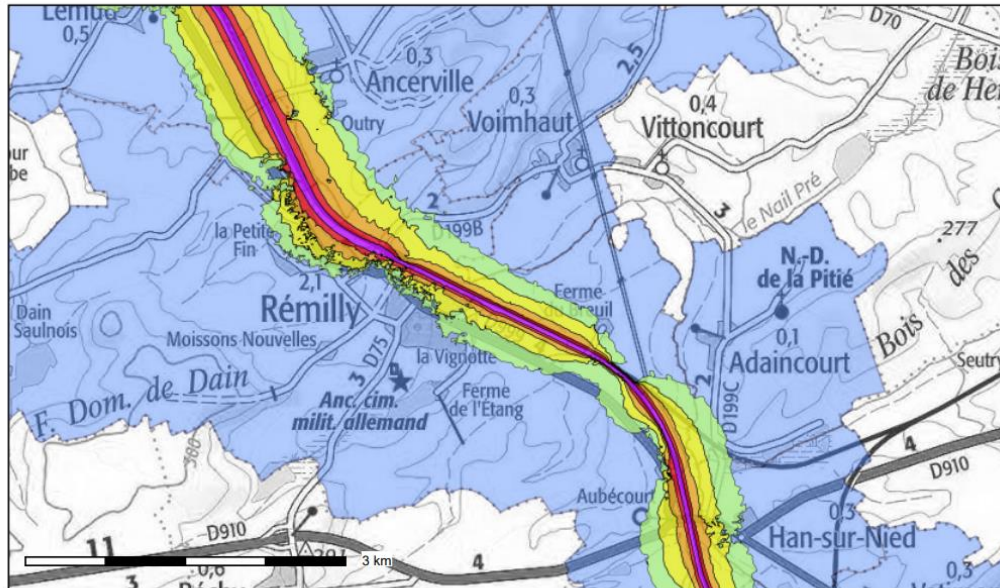 Lemud
0,5
D70
Bois
de He
Ancerville
0,3
Outry
Voimhaut
0,3
2,5
Vittoncourt
0,4
le Nail Pré
3
277
des
Bois
la Petite
Fin
2
D199B
N.-D.
de la Pitié
2,1
Rémilly
Dain
Saulnois
Moissons Nouvelles
la Vignotte
Ferme
du Breuil
0,1
Adaincourt
2
D199C
Seutry
D75
3
F. Dom. de Dain
Anc. cim.
milit. allemand
Ferme
de l'Etang
300
4
D910
Aubécourt
0,3
Han-sur-Nied
0,3
D910
11
3
4
3 km